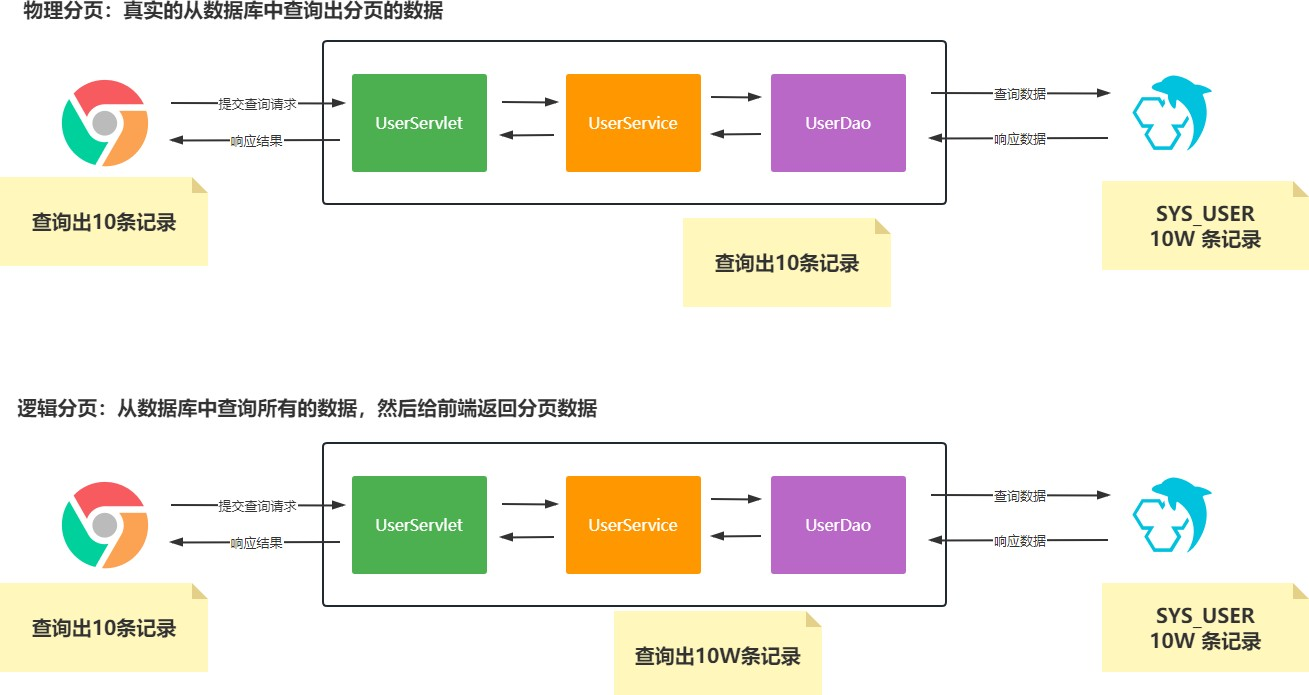 物理分页：真实的从数据库中查询出分页的数据
提交查询请求
响应结果
UserServlet
UserService
UserDao
查询数据
响应数据
查询出10条记录
查询出10条记录
SYS_USER
10W 条记录
逻辑分页：从数据库中查询所有的数据，然后给前端返回分页数据
提交查询请求
响应结果
UserServlet
UserService
UserDao
查询数据
响应数据
查询出10条记录
查询出10W条记录
SYS_USER
10W 条记录